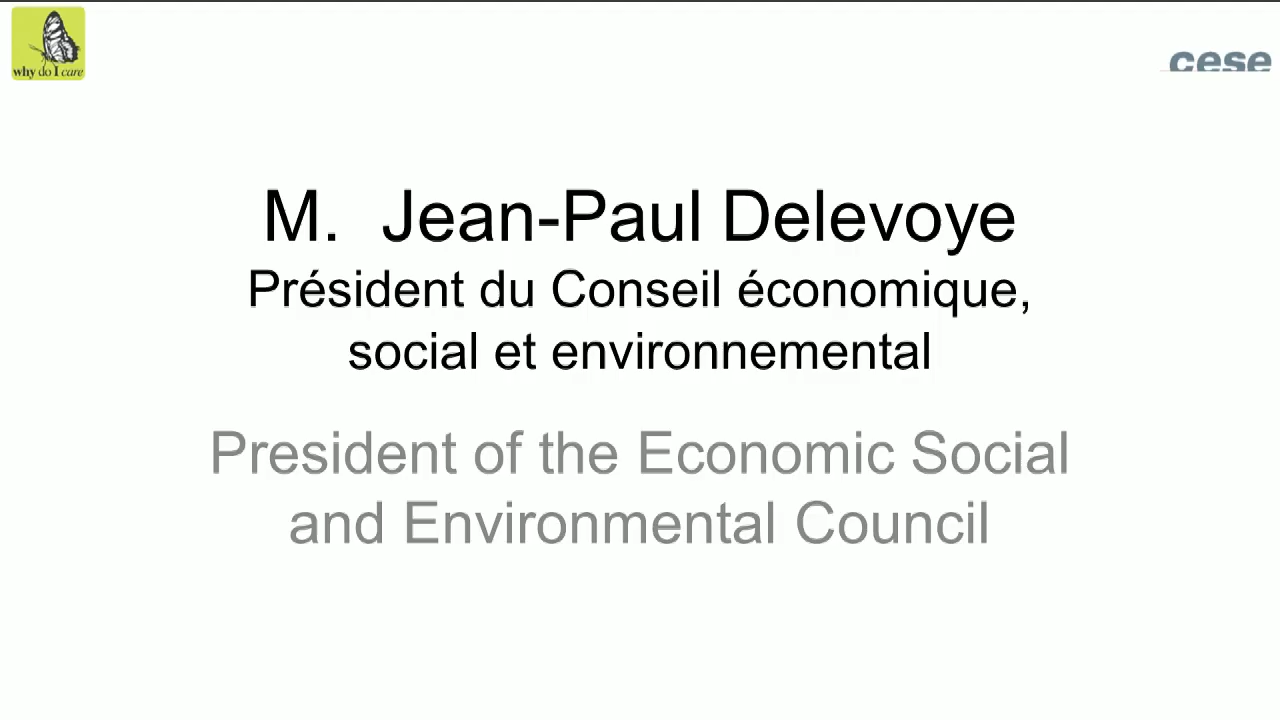 why do I care
cese
M. Jean-Paul Delevoye
Président du Conseil économique,
social et environnemental
President of the Economic Social
and Environmental Council